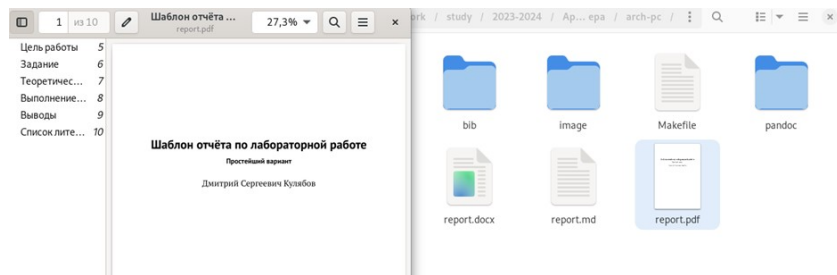 1 из 10
Шаблон отчёта ...
report.pdf
27,3%
ork / study / 2023-2024 / Ар... ера / arch-pc /
Цель работы 5
Задание 6
Теоретичес... 7
Выполнение... 8
Выводы 9
Список лите... 10
Шаблон отчёта по лабораторной работе
Простейший вариант
Дмитрий Сергеевич Кулябов
bib
image
Makefile
pandoc
report.docx
report.md
report.pdf